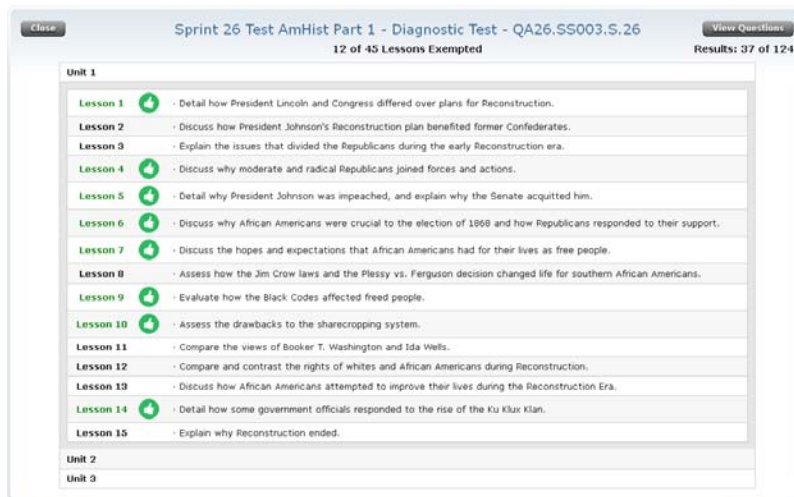 Close
Sprint 26 Test AmHist Part 1 - Diagnostic Test - QA26.SS003.S.26
View Questions
12 of 45 Lessons Exempted
Results: 37 of 124
Unit 1
Lesson 1 · Detail how President Lincoln and Congress differed over plans for Reconstruction.
Lesson 2 · Discuss how President Johnson's Reconstruction plan benefited former Confederates.
Lesson 3 · Explain the issues that divided the Republicans during the early Reconstruction era.
Lesson 4 · Discuss why moderate and radical Republicans joined forces and actions.
Lesson 5 · Detail why President Johnson was impeached, and explain why the Senate acquitted him.
Lesson 6 · Discuss why African Americans were crucial to the election of 1868 and how Republicans responded to their support.
Lesson 7 · Discuss the hopes and expectations that African Americans had for their lives as free people.
Lesson 8 · Assess how the Jim Crow laws and the Plessy vs. Ferguson decision changed life for southern African Americans.
Lesson 9 · Evaluate how the Black Codes affected freed people.
Lesson 10 · Assess the drawbacks to the sharecropping system.
Lesson 11 · Compare the views of Booker T. Washington and Ida Wells.
Lesson 12 · Compare and contrast the rights of whites and African Americans during Reconstruction.
Lesson 13 · Discuss how African Americans attempted to improve their lives during the Reconstruction Era.
Lesson 14 · Detail how some government officials responded to the rise of the Ku Klux Klan.
Lesson 15 · Explain why Reconstruction ended.
Unit 2
Unit 3